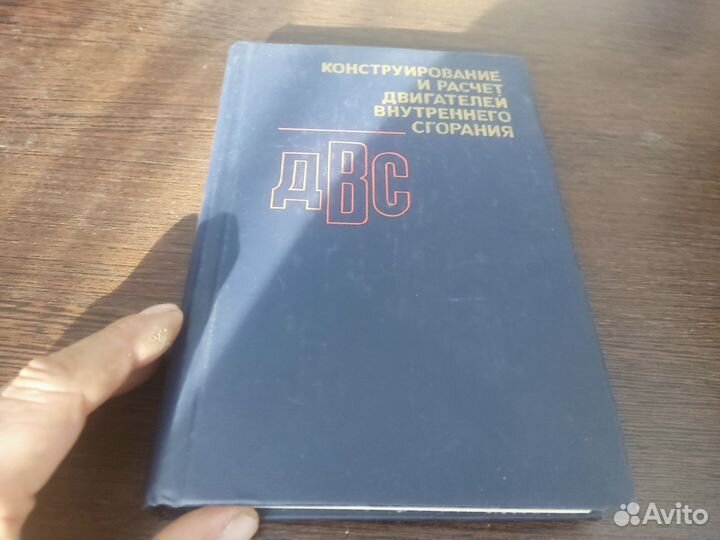 КОНСТРУИРОВАНИЕ
И РАСЧЕТ
ДВИГАТЕЛЕЙ
ВНУТРЕННЕГО
СГОРАНИЯ
ДВС
Avito